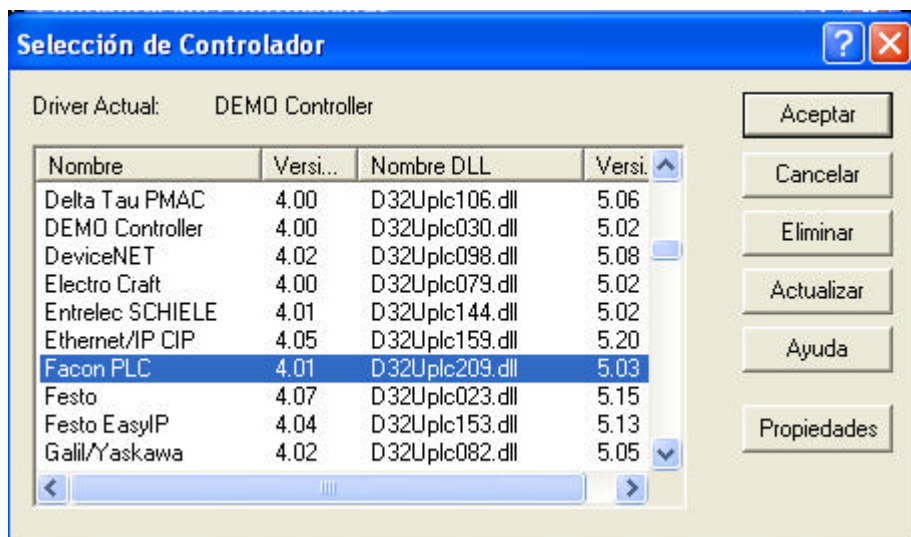 Selección de Controlador
Driver Actual: DEMO Controller
Nombre Versi... Nombre DLL Versi.
Delta Tau PMAC 4.00 D32Uplc106.dll 5.06
DEMO Controller 4.00 D32Uplc030.dll 5.02
DeviceNET 4.02 D32Uplc098.dll 5.08
Electro Craft 4.00 D32Uplc079.dll 5.02
Entrelec SCHIELE 4.01 D32Uplc144.dll 5.02
Ethernet/IP CIP 4.05 D32Uplc159.dll 5.20
Facon PLC 4.01 D32Uplc209.dll 5.03
Festo 4.07 D32Uplc023.dll 5.15
Festo EasyIP 4.04 D32Uplc153.dll 5.13
Galil/Yaskawa 4.02 D32Uplc082.dll 5.05
Aceptar
Cancelar
Eliminar
Actualizar
Ayuda
Propiedades